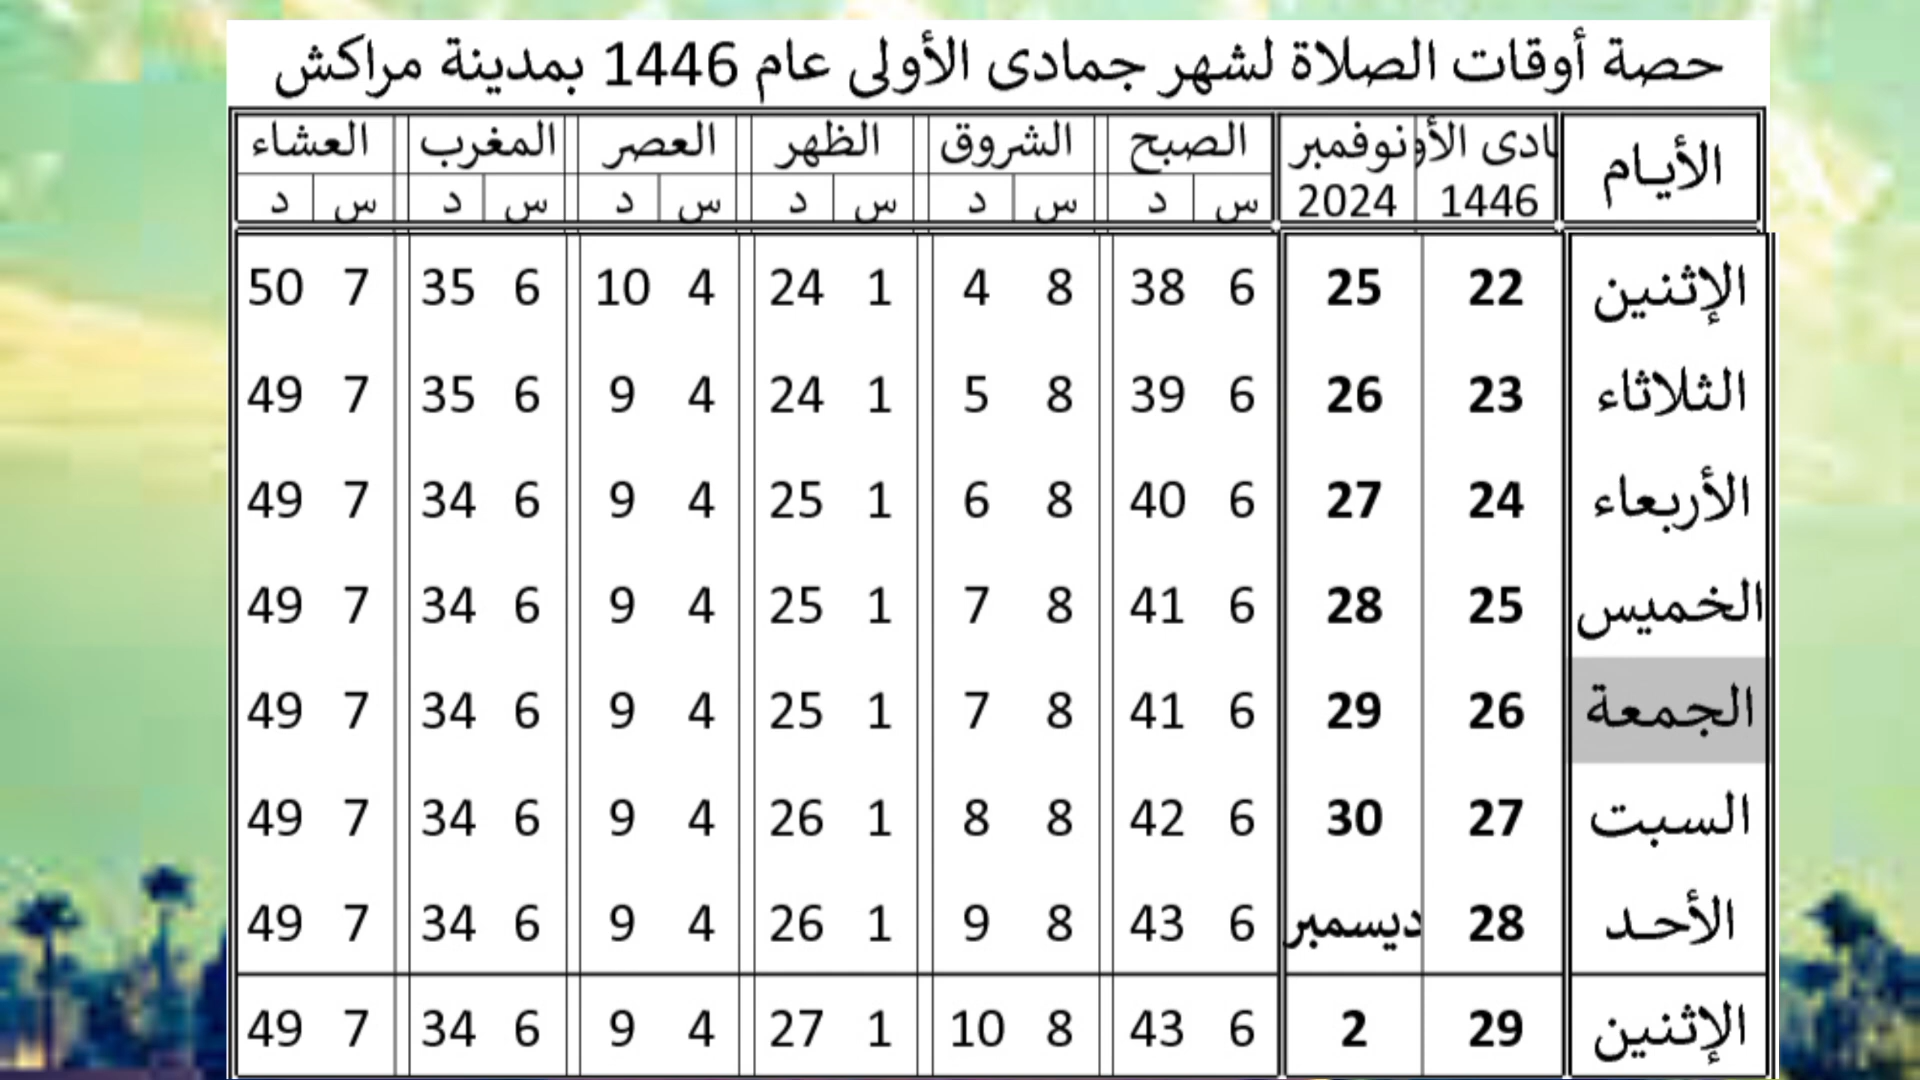 حصة أوقات الصلاة لشهر جمادى الأولى عام 1446 بمدينة مراكش
الأيـام ادى الأو نوفمبر الصبح الشروق الظهر العصر المغرب العشاء
1446 2024 س د س د س د س د س د س د
الإثنين 22 25 6 38 8 4 1 24 4 10 6 35 7 50
الثلاثاء 23 26 6 39 8 5 1 24 4 9 6 35 7 49
الأربعاء 24 27 6 40 8 6 1 25 4 9 6 34 7 49
الخميس 25 28 6 41 8 7 1 25 4 9 6 34 7 49
الجمعة 26 29 6 41 8 7 1 25 4 9 6 34 7 49
السبت 27 30 6 42 8 8 1 26 4 9 6 34 7 49
الأحـد 28 ديسمبر 6 43 8 9 1 26 4 9 6 34 7 49
الإثنين 29 2 6 43 8 10 1 27 4 9 6 34 7 49